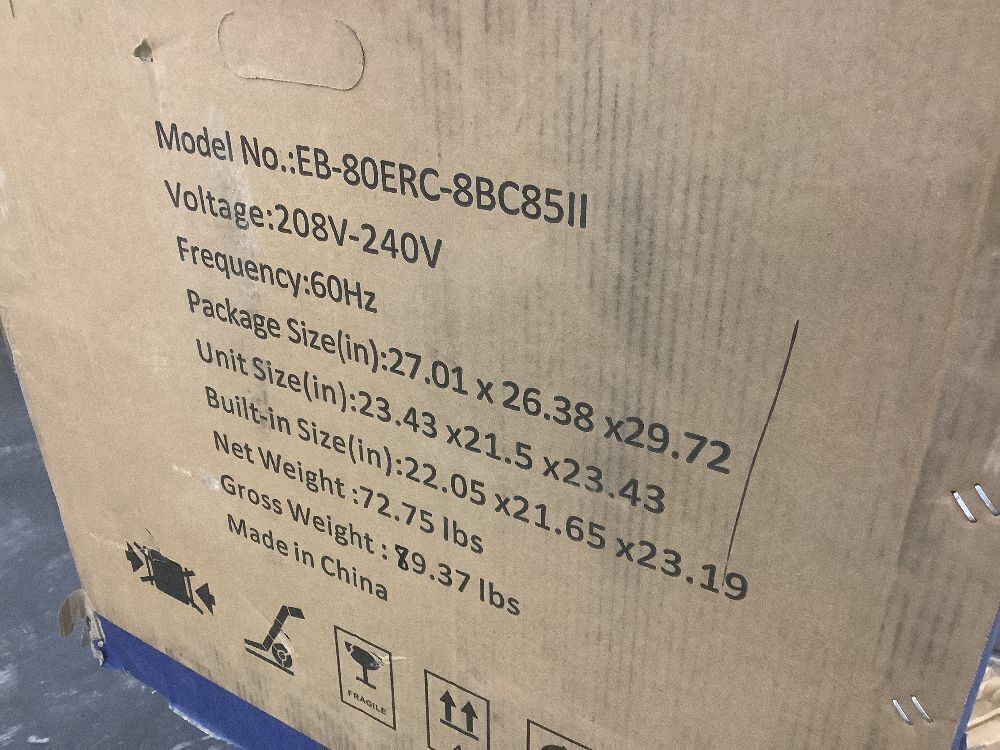 Model No.:EB-80ERC-8BC85II
Voltage:208V-240V
Frequency:60Hz
Package Size(in):27.01 x 26.38 x29.72
Unit Size(in):23.43 x21.5 x23.43
Built-in Size(in):22.05 x21.65 x23.19
Net Weight :72.75 lbs
Gross Weight : 89.37 lbs
Made in China
FRAGILE